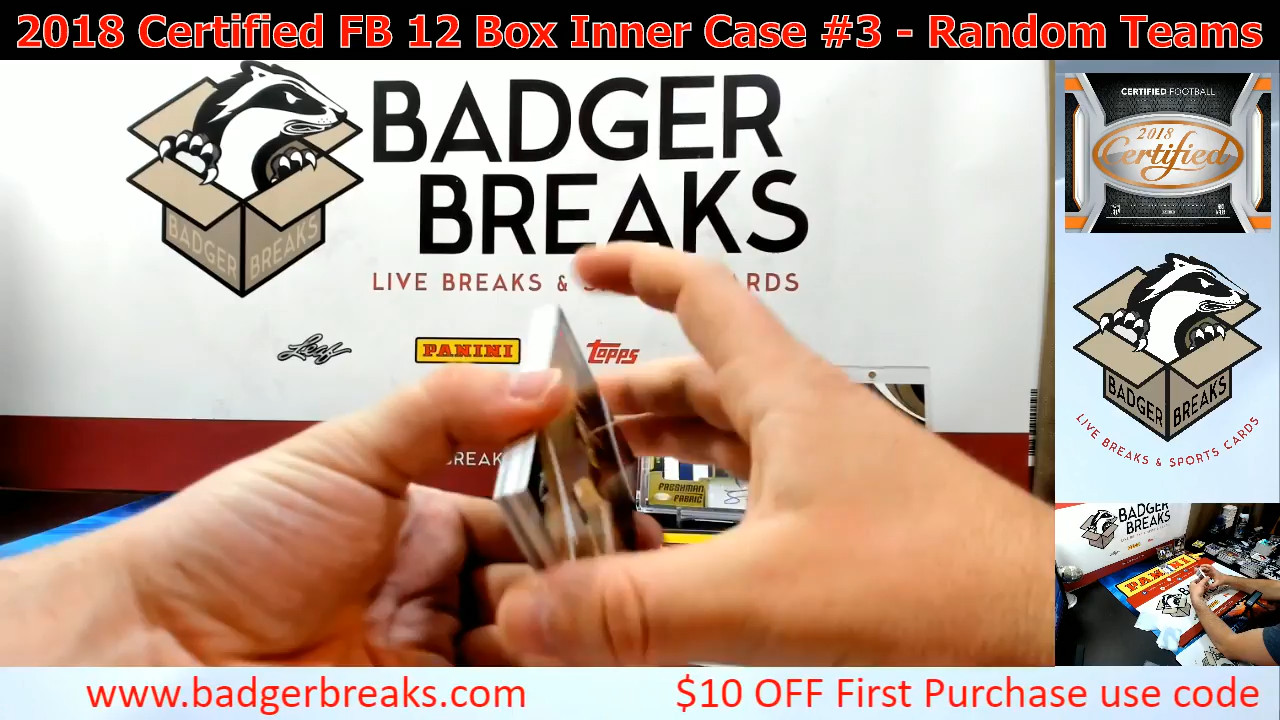 2018 Certified FB 12 Box Inner Case #3 - Random Teams
BADGER
BREAKS
LIVE BREAKS &
RDS
BADGER BREAKS
Leaf
PANINI
topps
FRESHMAN
FABRIC
CERTIFIED FOOTBALL
2018
Certified
BADGER BREAKS
LIVE BREAKS & SPORTS CARDS
BADGER
BREAKS
PANINI
www.badgerbreaks.com
$10 OFF First Purchase use code